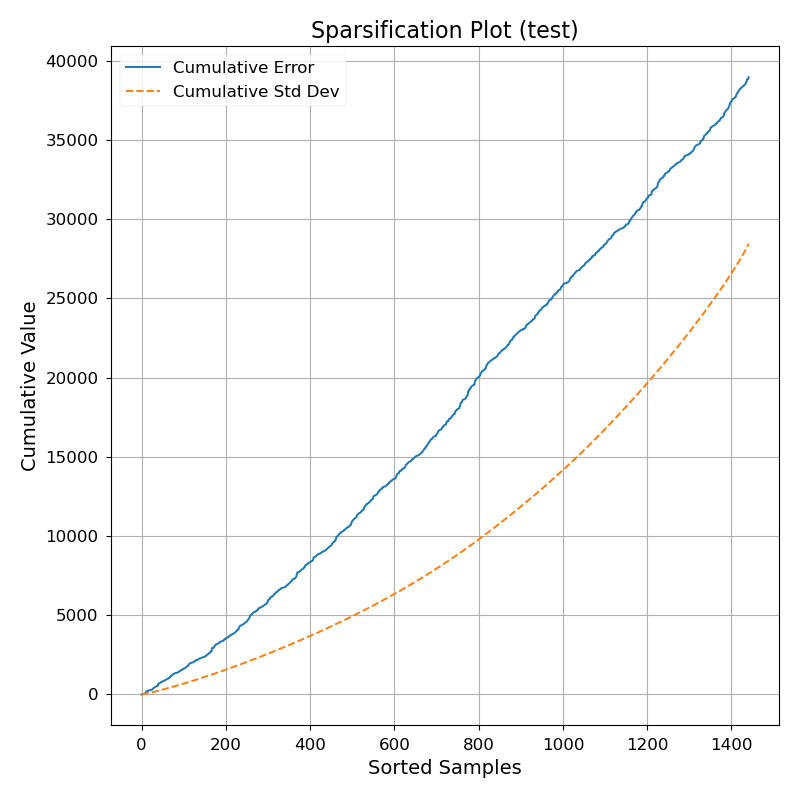 Sparsification Plot (test)
Cumulative Error
Cumulative Std Dev
Cumulative Value
40000
35000
30000
25000
20000
15000
10000
5000
0
0 200 400 600 800 1000 1200 1400
Sorted Samples